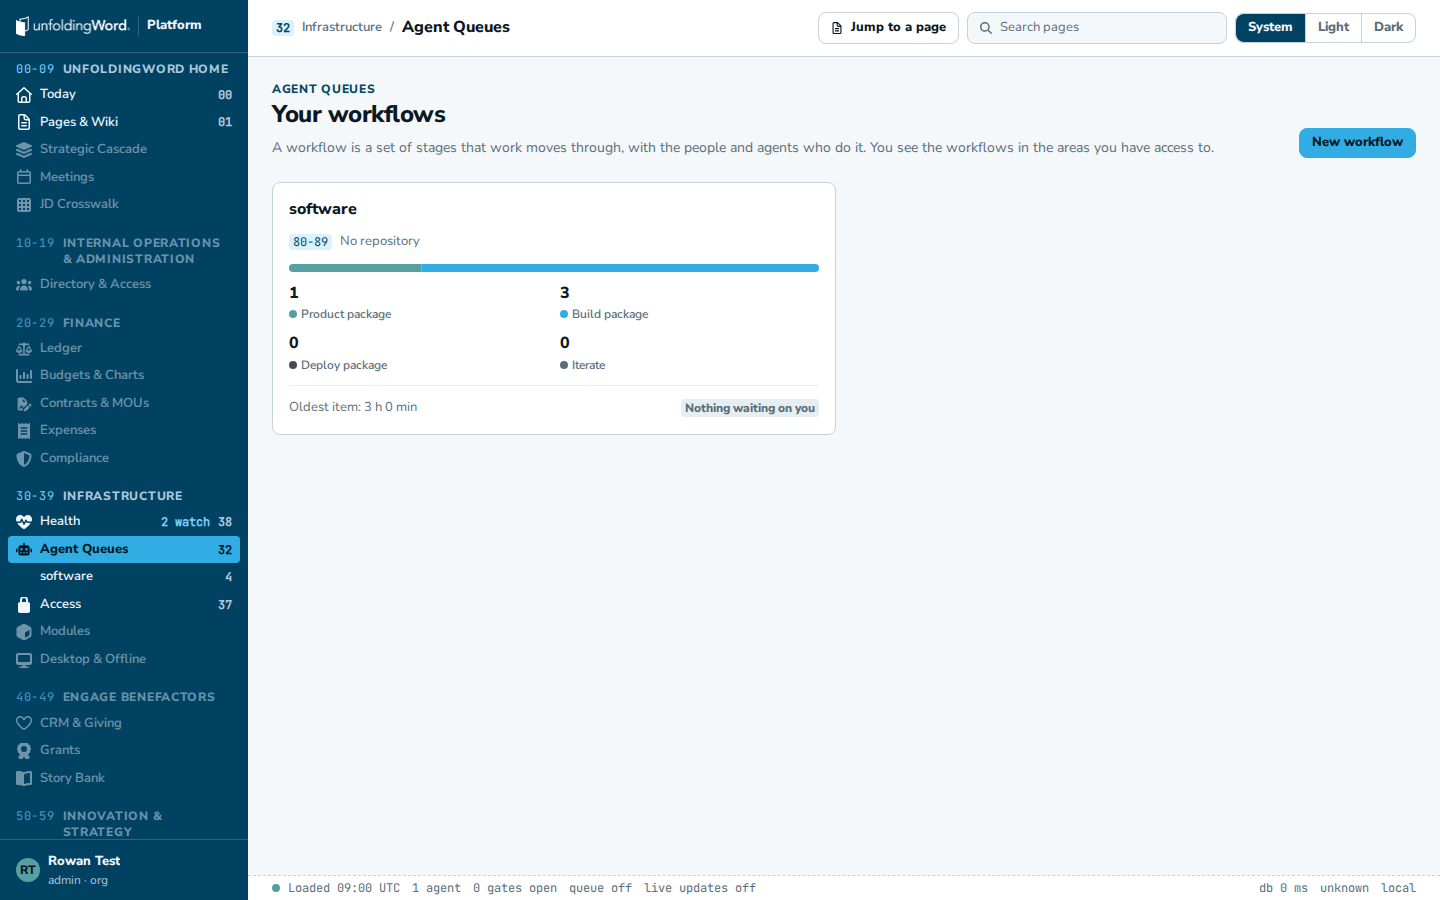 unfoldingWord. Platform
00-09 UNFOLDINGWORD HOME
Today 00
Pages & Wiki 01
Strategic Cascade
Meetings
JD Crosswalk
10-19 INTERNAL OPERATIONS
& ADMINISTRATION
Directory & Access
20-29 FINANCE
Ledger
Budgets & Charts
Contracts & MOUs
Expenses
Compliance
30-39 INFRASTRUCTURE
Health 2 watch 38
Agent Queues 32
software 4
Access 37
Modules
Desktop & Offline
40-49 ENGAGE BENEFACTORS
CRM & Giving
Grants
Story Bank
50-59 INNOVATION &
STRATEGY
RT Rowan Test
admin · org
32 Infrastructure / Agent Queues
Jump to a page
Search pages
System Light Dark
AGENT QUEUES
Your workflows
A workflow is a set of stages that work moves through, with the people and agents who do it. You see the workflows in the areas you have access to.
New workflow
software
80-89 No repository
1 3
Product package Build package
0 0
Deploy package Iterate
Oldest item: 3 h 0 min Nothing waiting on you
Loaded 09:00 UTC 1 agent 0 gates open queue off live updates off db 0 ms unknown local